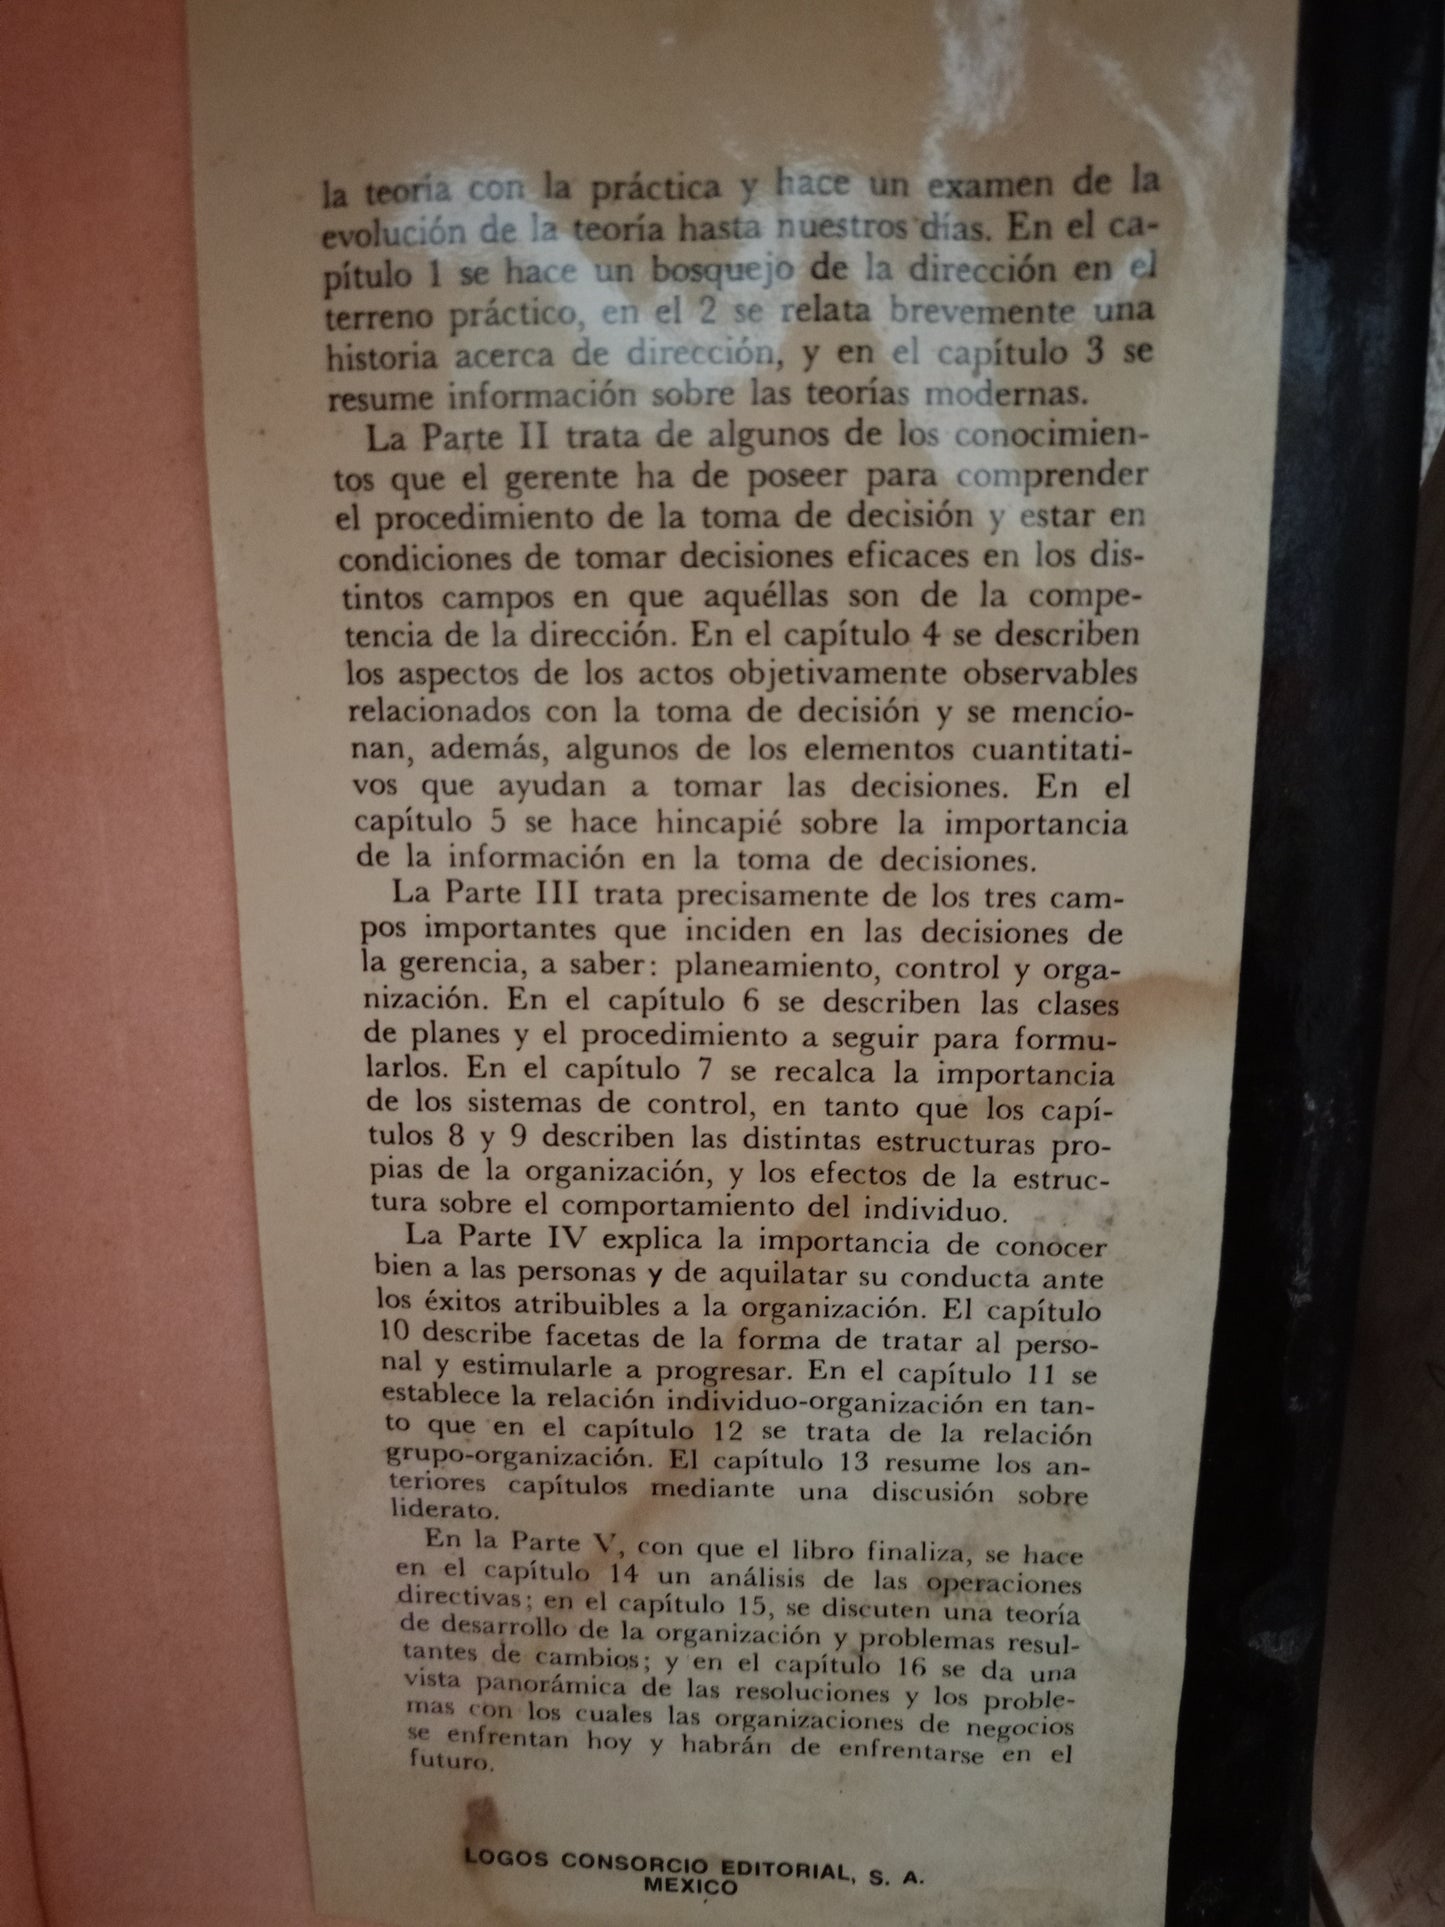 la teoría con la práctica y hace un examen de la
evolución de la teoría hasta nuestros días. En el ca-
pítulo 1 se hace un bosquejo de la dirección en el
terreno práctico, en el 2 se relata brevemente una
historia acerca de dirección, y en el capítulo 3 se
resume información sobre las teorías modernas.
La Parte II trata de algunos de los conocimien-
tos que el gerente ha de poseer para comprender
el procedimiento de la toma de decisión y estar en
condiciones de tomar decisiones eficaces en los dis-
tintos campos en que aquéllas son de la compe-
tencia de la dirección. En el capítulo 4 se describen
los aspectos de los actos objetivamente observables
relacionados con la toma de decisión y se mencio-
nan, además, algunos de los elementos cuantitati-
vos que ayudan a tomar las decisiones. En el
capítulo 5 se hace hincapié sobre la importancia
de la información en la toma de decisiones.
La Parte III trata precisamente de los tres cam-
pos importantes que inciden en las decisiones de
la gerencia, a saber: planeamiento, control y orga-
nización. En el capítulo 6 se describen las clases
de planes y el procedimiento a seguir para formu-
larlos. En el capítulo 7 se recalca la importancia
de los sistemas de control, en tanto que los capí-
tulos 8 y 9 describen las distintas estructuras pro-
pias de la organización, y los efectos de la estruc-
tura sobre el comportamiento del individuo.
La Parte IV explica la importancia de conocer
bien a las personas y de aquilatar su conducta ante
los éxitos atribuibles a la organización. El capítulo
10 describe facetas de la forma de tratar al perso-
nal y estimularle a progresar. En el capítulo 11 se
establece la relación individuo-organización en tan-
to que en el capítulo 12 se trata de la relación
grupo-organización. El capítulo 13 resume los an-
teriores capítulos mediante una discusión sobre
liderato.
En la Parte V, con que el libro finaliza, se hace
en el capítulo 14 un análisis de las operaciones
directivas; en el capítulo 15, se discuten una teoría
de desarrollo de la organización y problemas resul-
tantes de cambios; y en el capítulo 16 se da una
vista panorámica de las resoluciones y los proble-
mas con los cuales las organizaciones de negocios
se enfrentan hoy y habrán de enfrentarse en el
futuro.
LOGOS CONSORCIO EDITORIAL, S. A.
MEXICO